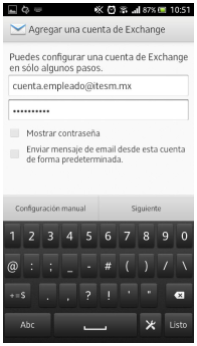 87% 10:51
Agregar una cuenta de Exchange
Puedes configurar una cuenta de Exchange
en sólo algunos pasos.
cuenta.empleado@itesm.mx
••••••••••
Mostrar contraseña
Enviar mensaje de email desde esta cuenta
de forma predeterminada.
Configuración manual Siguiente
1 2 3 4 5 6 7 8 9 0
@ : ; _ - # ( ) / \
+=$ . , ? ! ' "
Abc Listo